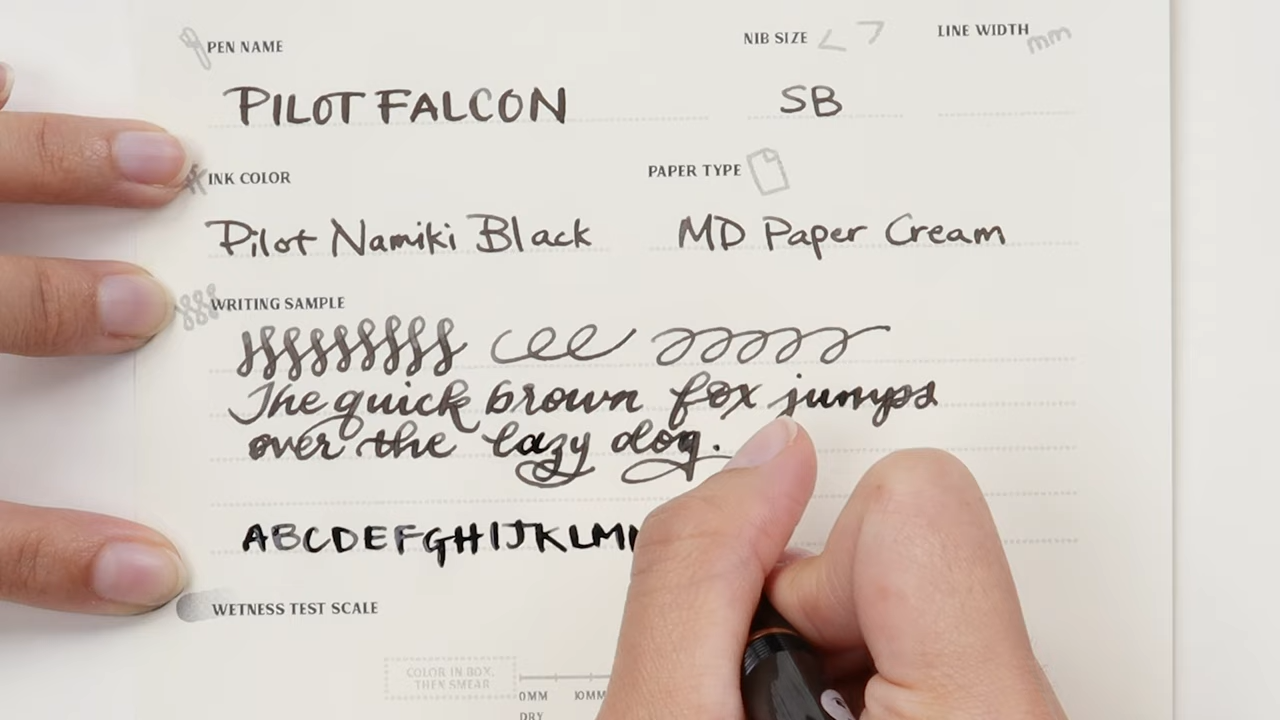 PEN NAME NIB SIZE LINE WIDTH mm
PILOT FALCON SB
INK COLOR PAPER TYPE
Pilot Namiki Black MD Paper Cream
WRITING SAMPLE
The quick brown fox jumps
over the lazy dog.
ABCDEFGHIJKLM
WETNESS TEST SCALE
COLOR IN BOX,
THEN SMEAR
0MM 10MM
DRY